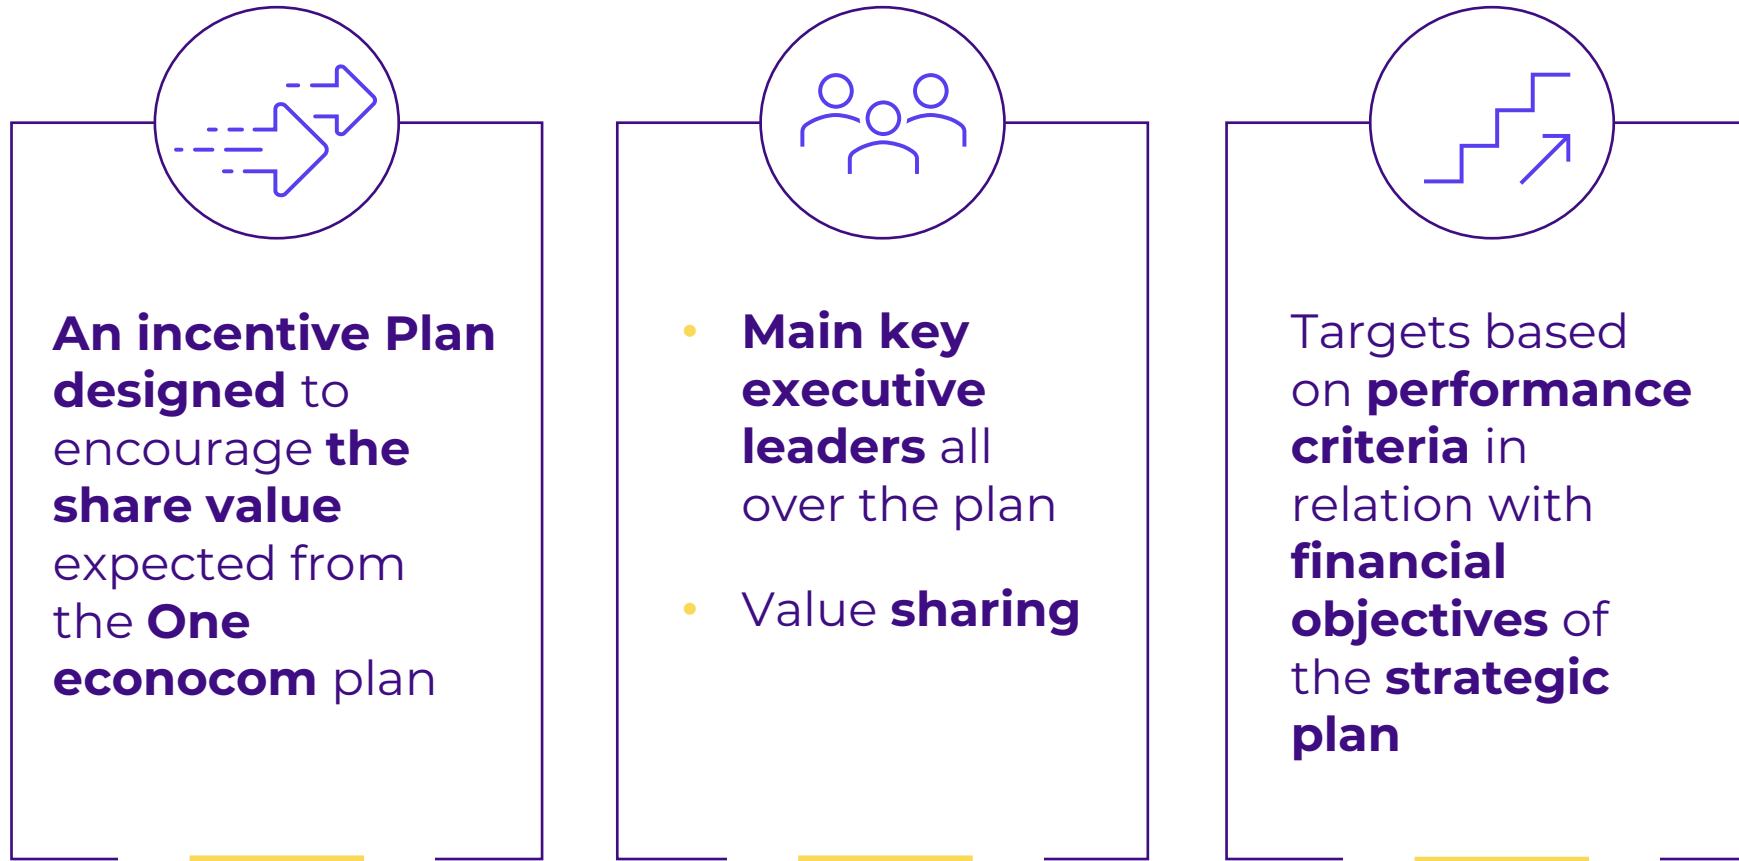 An incentive Plan
designed to
encourage the
share value
expected from
the One
econocom plan
• Main key
executive
leaders all
over the plan
• Value sharing
Targets based
on performance
criteria in
relation with
financial
objectives of
the strategic
plan